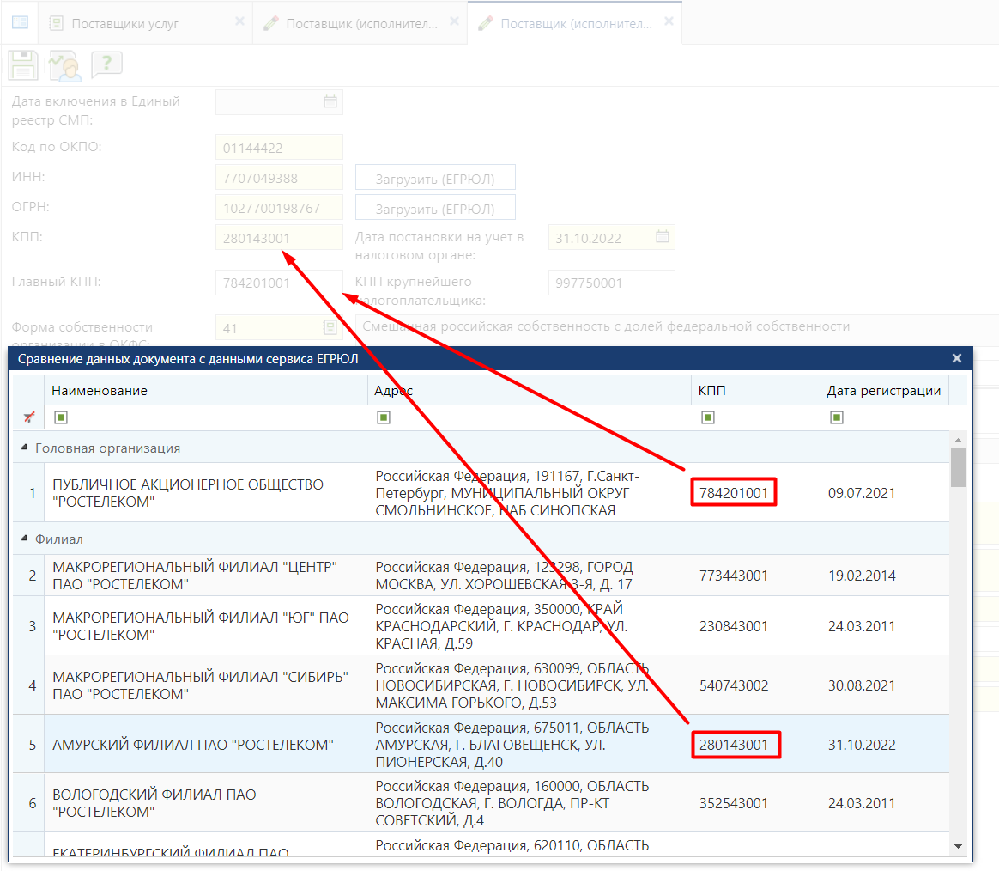 Поставщики услуг
Поставщик (исполнител...
Поставщик (исполнител...
Дата включения в Единый
реестр СМП:
Код по ОКПО:
01144422
ИНН:
7707049388
Загрузить (ЕГРЮЛ)
ОГРН:
1027700198767
Загрузить (ЕГРЮЛ)
КПП:
280143001
Дата постановки на учет в
налоговом органе:
31.10.2022
Главный КПП:
784201001
КПП крупнейшего
налогоплательщика:
997750001
Форма собственности
организации в ОКФС:
41
Смешанная российская собственность с долей федеральной собственности
Сравнение данных документа с данными сервиса ЕГРЮЛ
Наименование
Адрес
КПП
Дата регистрации
Головная организация
1
ПУБЛИЧНОЕ АКЦИОНЕРНОЕ ОБЩЕСТВО
"РОСТЕЛЕКОМ"
Российская Федерация, 191167, Г.Санкт-
Петербург, МУНИЦИПАЛЬНЫЙ ОКРУГ
СМОЛЬНИНСКОЕ, НАБ СИНОПСКАЯ
784201001
09.07.2021
Филиал
2
МАКРОРЕГИОНАЛЬНЫЙ ФИЛИАЛ "ЦЕНТР"
ПАО "РОСТЕЛЕКОМ"
Российская Федерация, 123298, ГОРОД
МОСКВА, УЛ. ХОРОШЕВСКАЯ 3-Я, Д. 17
773443001
19.02.2014
3
МАКРОРЕГИОНАЛЬНЫЙ ФИЛИАЛ "ЮГ" ПАО
"РОСТЕЛЕКОМ"
Российская Федерация, 350000, КРАЙ
КРАСНОДАРСКИЙ, Г. КРАСНОДАР, УЛ.
КРАСНАЯ, Д.59
230843001
24.03.2011
4
МАКРОРЕГИОНАЛЬНЫЙ ФИЛИАЛ "СИБИРЬ"
ПАО "РОСТЕЛЕКОМ"
Российская Федерация, 630099, ОБЛАСТЬ
НОВОСИБИРСКАЯ, Г. НОВОСИБИРСК, УЛ.
МАКСИМА ГОРЬКОГО, Д.53
540743002
30.08.2021
5
АМУРСКИЙ ФИЛИАЛ ПАО "РОСТЕЛЕКОМ"
Российская Федерация, 675011, ОБЛАСТЬ
АМУРСКАЯ, Г. БЛАГОВЕЩЕНСК, УЛ.
ПИОНЕРСКАЯ, Д.40
280143001
31.10.2022
6
ВОЛОГОДСКИЙ ФИЛИАЛ ПАО
"РОСТЕЛЕКОМ"
Российская Федерация, 160000, ОБЛАСТЬ
ВОЛОГОДСКАЯ, Г. ВОЛОГДА, ПР-КТ
СОВЕТСКИЙ, Д.4
352543001
24.03.2011
ЕКАТЕРИНБУРГСКИЙ ФИЛИАЛ ПАО
Российская Федерация, 620110, ОБЛАСТЬ